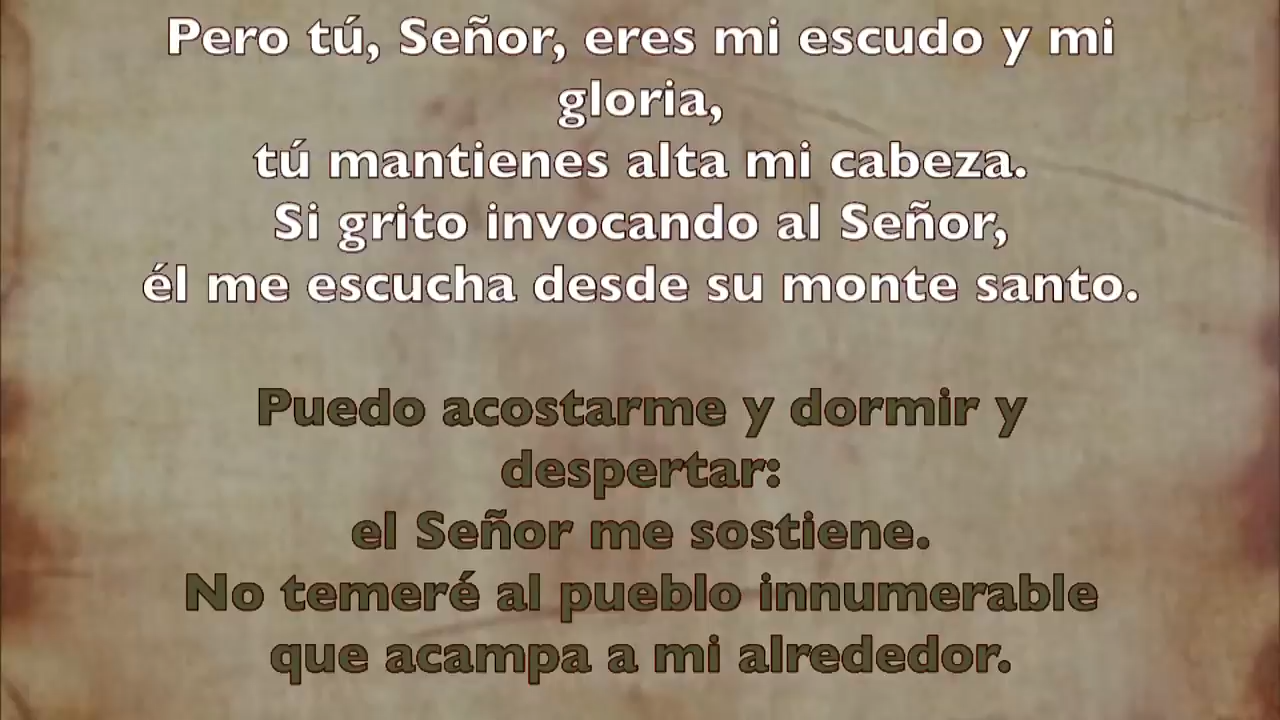 Pero tú, Señor, eres mi escudo y mi
gloria,
tú mantienes alta mi cabeza.
Si grito invocando al Señor,
él me escucha desde su monte santo.
Puedo acostarme y dormir y
despertar:
el Señor me sostiene.
No temeré al pueblo innumerable
que acampa a mi alrededor.